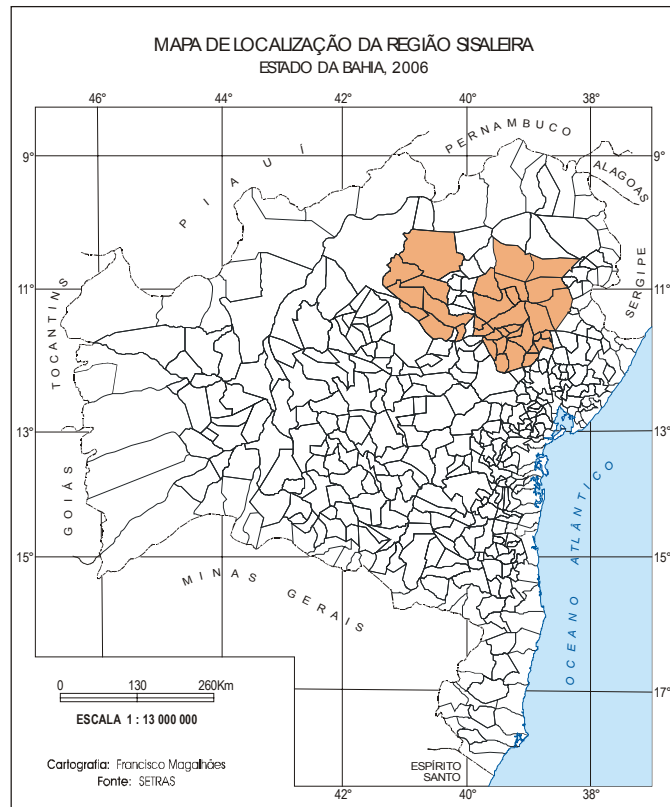 MAPA DE LOCALIZAÇÃO DA REGIÃO SISALEIRA
ESTADO DA BAHIA, 2006
46° 44° 42° 40° 38°
PERNAMBUCO
9° 9°
PIAUÍ
ALAGOAS
SERGIPE
11° 11°
TOCANTINS
13° 13°
GOIÁS
OCEANO ATLÂNTICO
15° 15°
MINAS GERAIS
0 130 260Km
17°
ESCALA 1 : 13 000 000
Cartografia: Francisco Magalhães
Fonte: SETRAS
ESPÍRITO
SANTO
42° 40° 38°